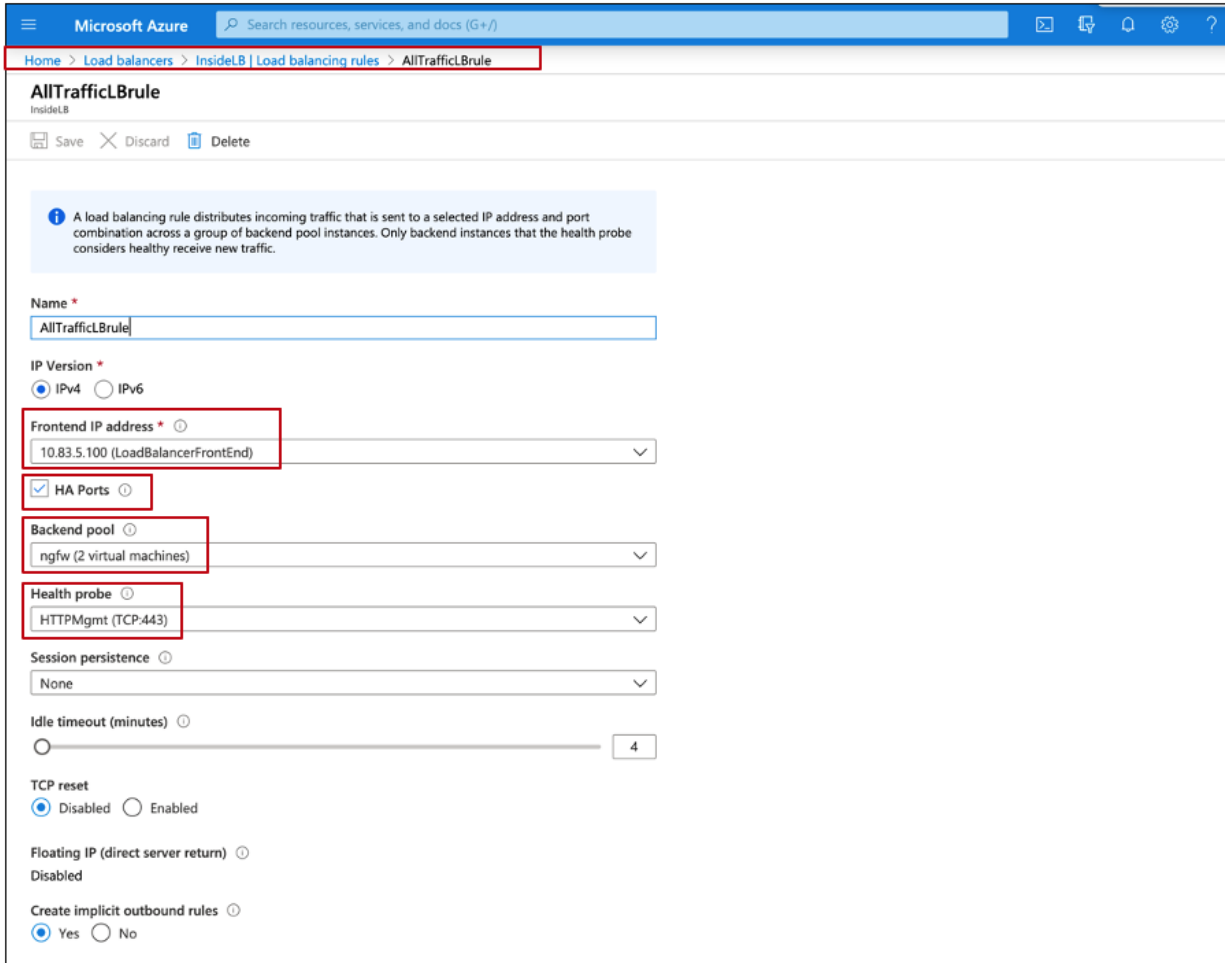 Microsoft Azure
Search resources, services, and docs (G+/)
Home > Load balancers > InsideLB | Load balancing rules > AllTrafficLBrule
AllTrafficLBrule
InsideLB
Save Discard Delete
A load balancing rule distributes incoming traffic that is sent to a selected IP address and port
combination across a group of backend pool instances. Only backend instances that the health probe
considers healthy receive new traffic.
Name *
AllTrafficLBrule
IP Version *
IPv4 IPv6
Frontend IP address *
10.83.5.100 (LoadBalancerFrontEnd)
HA Ports
Backend pool
ngfw (2 virtual machines)
Health probe
HTTPMgmt (TCP:443)
Session persistence
None
Idle timeout (minutes)
4
TCP reset
Disabled Enabled
Floating IP (direct server return)
Disabled
Create implicit outbound rules
Yes No